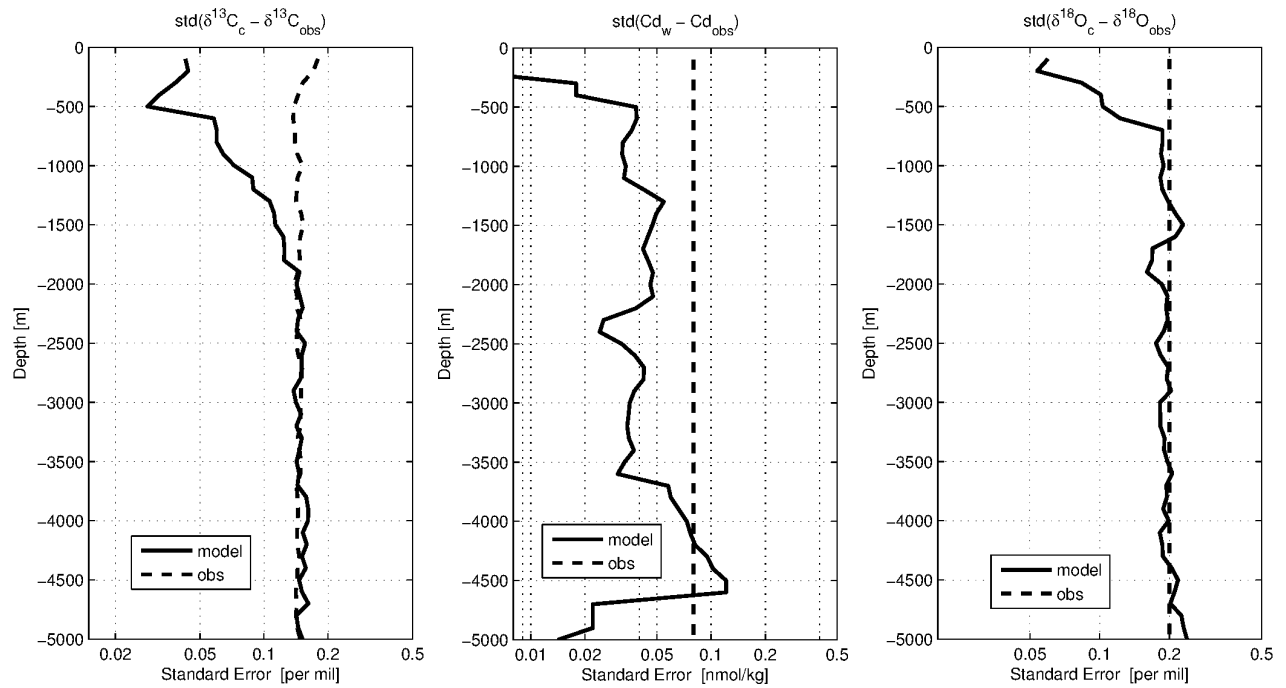 std(δ¹³C_c − δ¹³C_obs)
0
−500
−1000
−1500
−2000
−2500
−3000
−3500
−4000
−4500
−5000
Depth [m]
model
obs
0.02 0.05 0.1 0.2 0.5
Standard Error [per mil]
std(Cd_w − Cd_obs)
0
−500
−1000
−1500
−2000
−2500
−3000
−3500
−4000
−4500
−5000
Depth [m]
model
obs
0.01 0.02 0.05 0.1 0.2 0.5
Standard Error [nmol/kg]
std(δ¹⁸O_c − δ¹⁸O_obs)
0
−500
−1000
−1500
−2000
−2500
−3000
−3500
−4000
−4500
−5000
Depth [m]
model
obs
0.05 0.1 0.2 0.5
Standard Error [per mil]